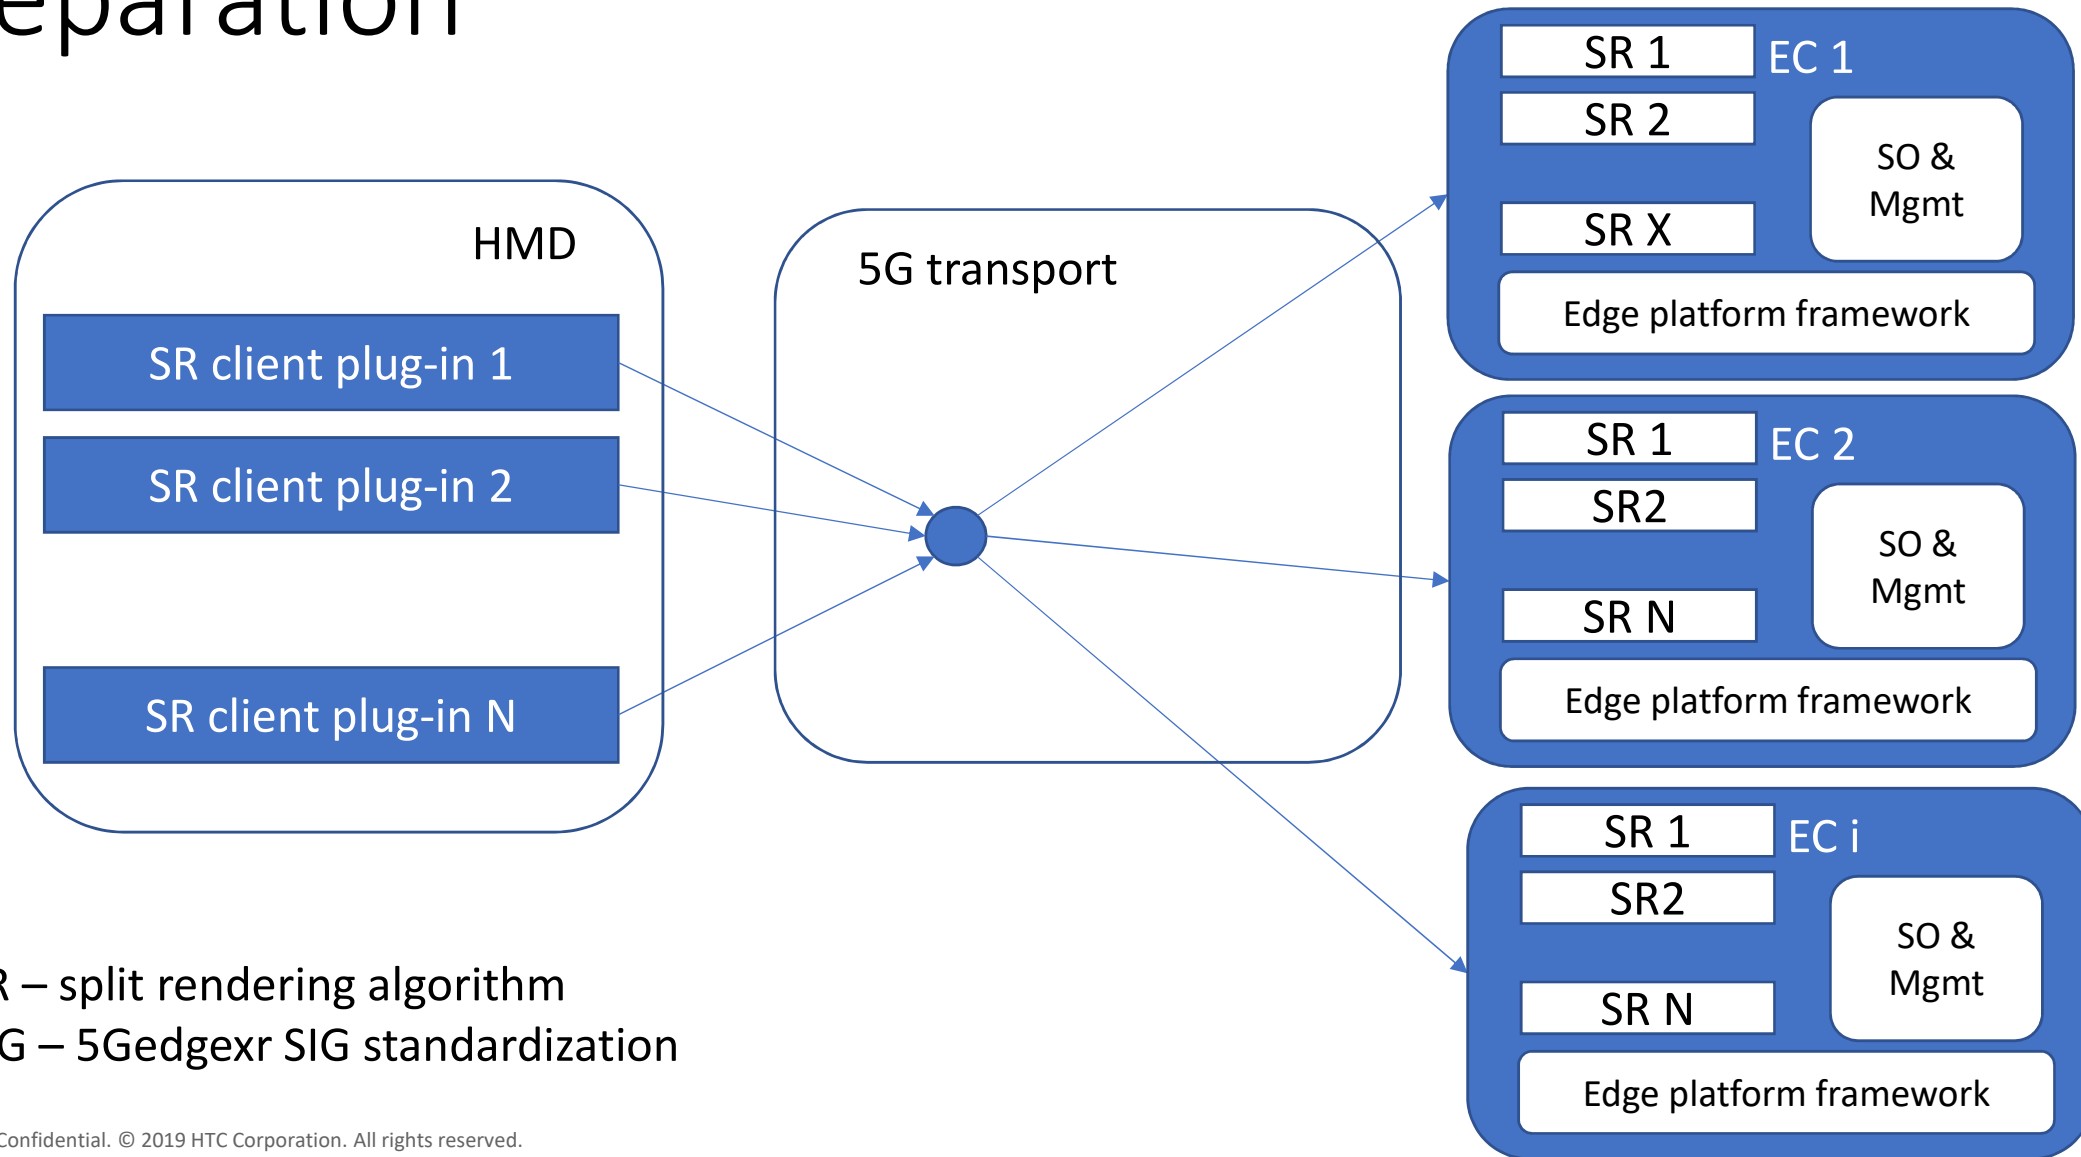 eparation
HMD
SR client plug-in 1
SR client plug-in 2
SR client plug-in N
5G transport
SR 1
EC 1
SR 2
SO &
Mgmt
SR X
Edge platform framework
SR 1
EC 2
SR2
SO &
Mgmt
SR N
Edge platform framework
SR 1
EC i
SR2
SO &
Mgmt
SR N
Edge platform framework
R – split rendering algorithm
G – 5Gedgexr SIG standardization
Confidential. © 2019 HTC Corporation. All rights reserved.